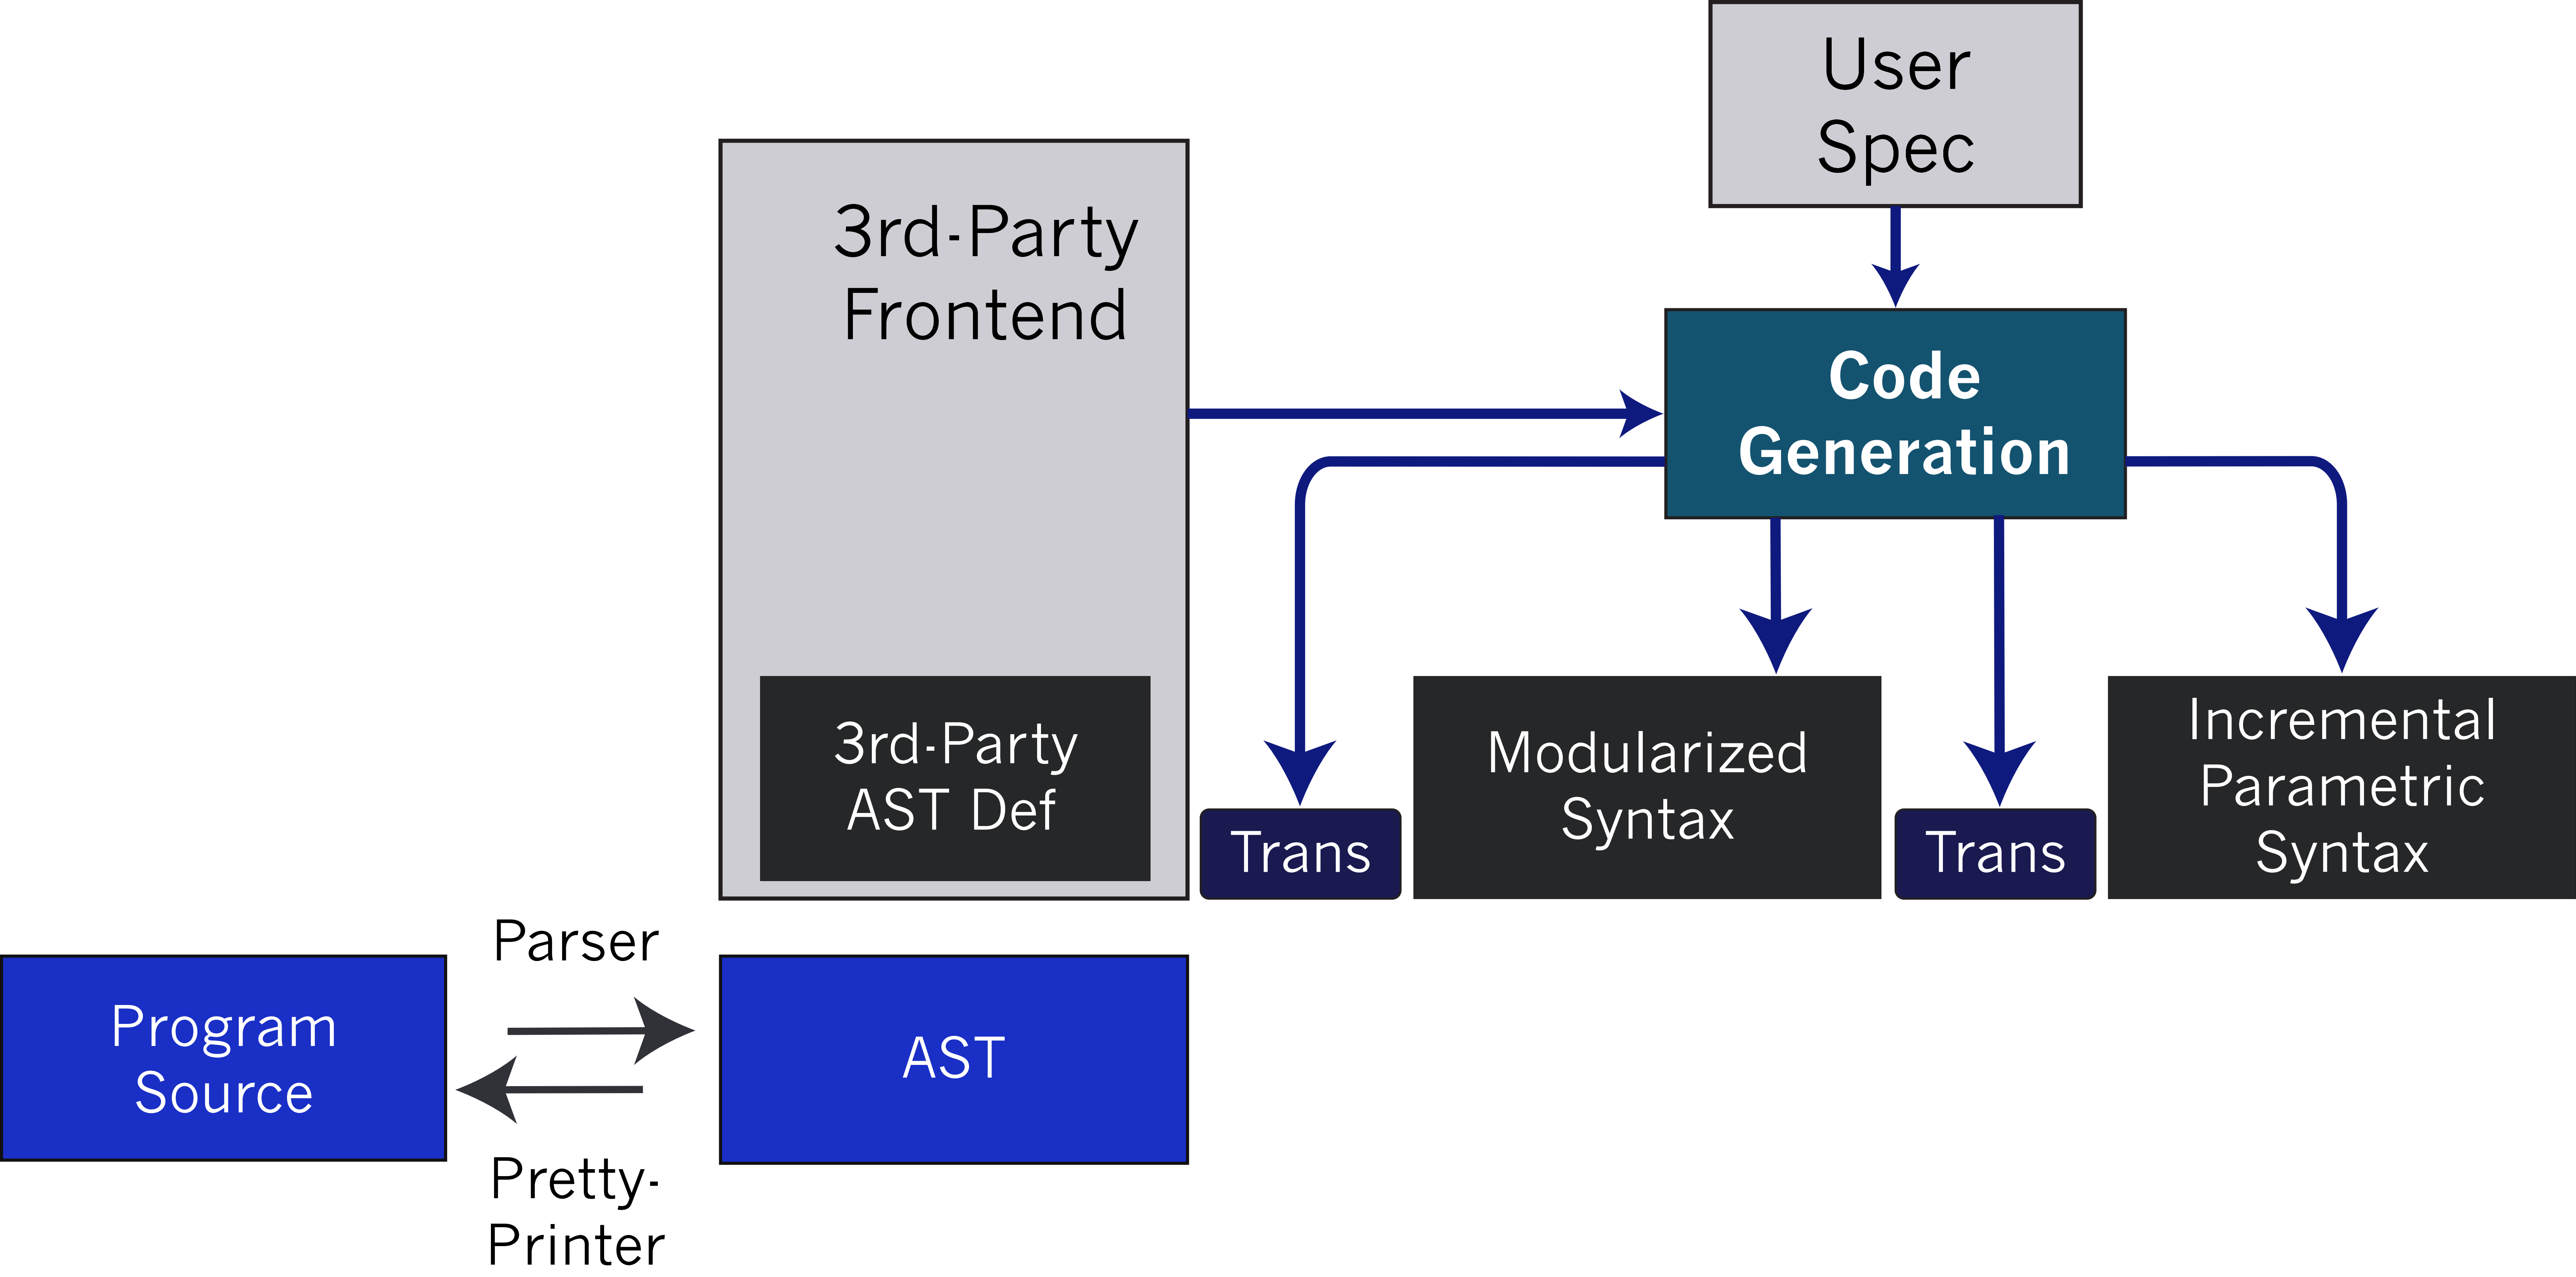 User
Spec
3rd-Party
Frontend
Code
Generation
3rd-Party
AST Def
Trans
Modularized
Syntax
Trans
Incremental
Parametric
Syntax
Parser
Program
Source
AST
Pretty-
Printer